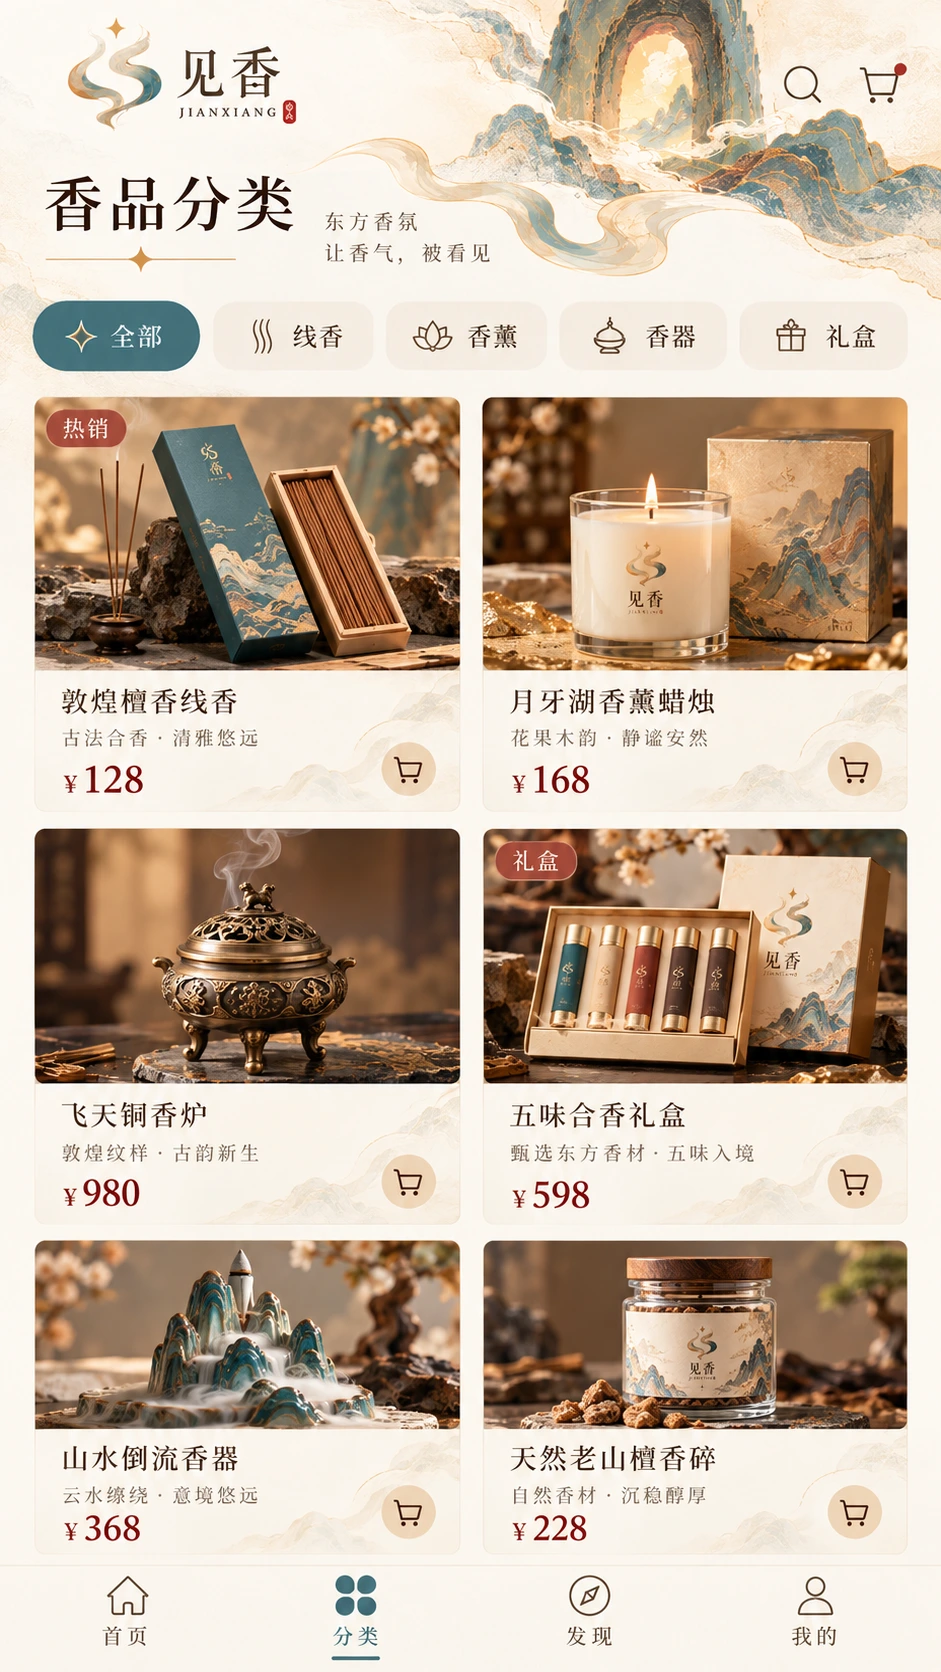 见香
JIANXIANG
香品分类
东方香氛
让香气，被看见
全部
线香
香薰
香器
礼盒
热销
见香
敦煌檀香线香
古法合香·清雅悠远
¥128
月牙湖香薰蜡烛
花果木韵·静谧安然
¥168
礼盒
见香
JIANXIANG
飞天铜香炉
敦煌纹样·古韵新生
¥980
五味合香礼盒
甄选东方香材·五味入境
¥598
见香
山水倒流香器
云水缭绕·意境悠远
¥368
天然老山檀香碎
自然香材·沉稳醇厚
¥228
首页
分类
发现
我的